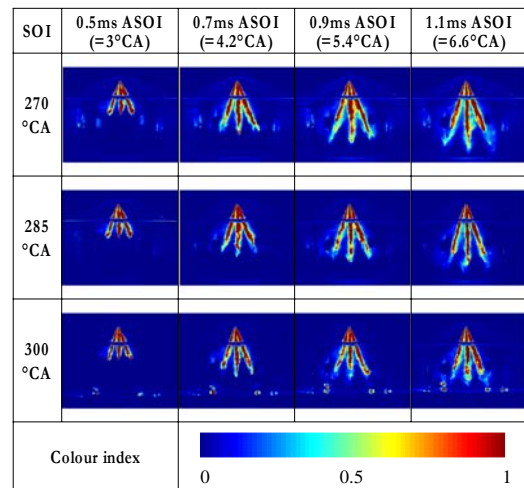 SOI 0.5ms ASOI 0.7ms ASOI 0.9ms ASOI 1.1ms ASOI
(=3°CA) (=4.2°CA) (=5.4°CA) (=6.6°CA)
270
°CA
285
°CA
300
°CA
Colour index
0 0.5 1